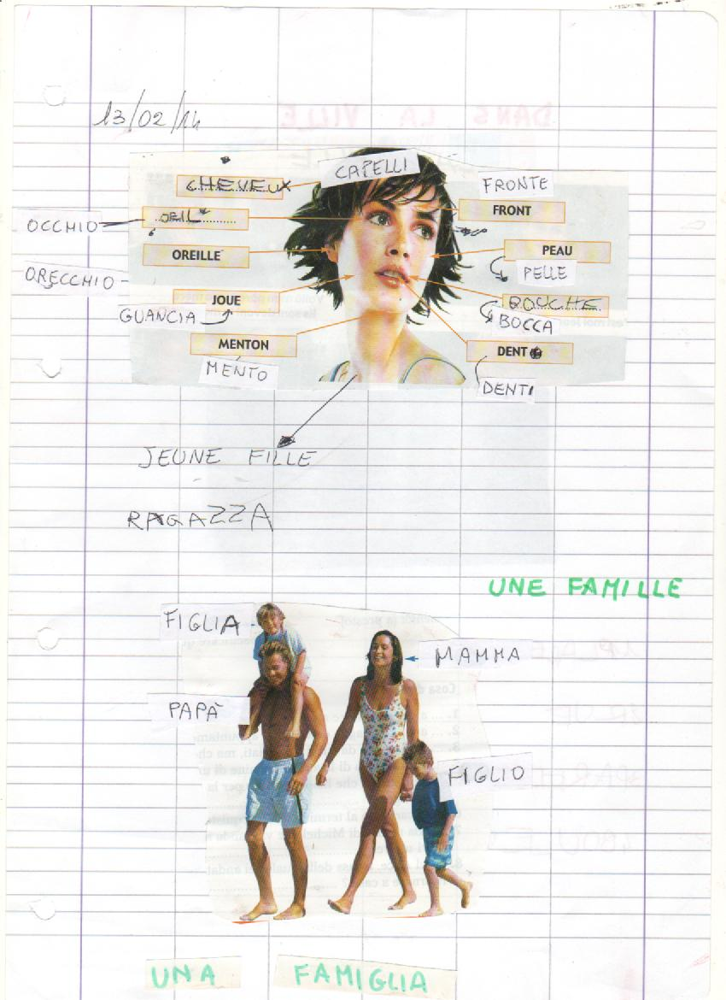 13/02/14
CAPELLI
CHEVEUX
FRONTE
FRONT
OEIL
OCCHIO
OREILLE
PEAU
PELLE
ORECCHIO
JOUE
BOUCHE
GUANCIA
BOCCA
MENTON
DENT
MENTO
DENTI
JEUNE FILLE
RAGAZZA
UNE FAMILLE
FIGLIA
MAMMA
PAPÀ
FIGLIO
UNA FAMIGLIA